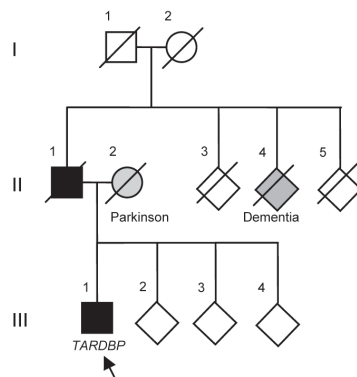 1 2
I
1 2 3 4 5
II
Parkinson Dementia
1 2 3 4
III
TARDBP